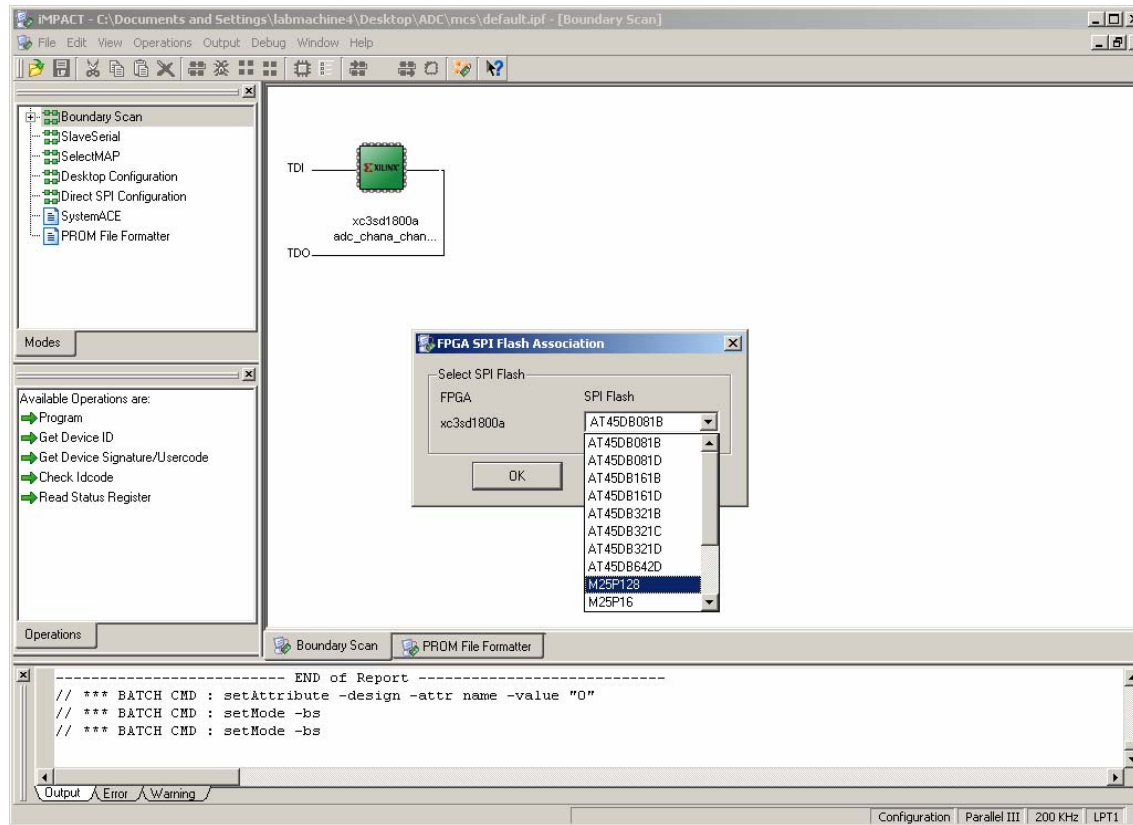 iMPACT - C:\Documents and Settings\labmachine4\Desktop\ADC\mcs\default.ipf - [Boundary Scan]
File Edit View Operations Output Debug Window Help
Boundary Scan
SlaveSerial
SelectMAP
Desktop Configuration
Direct SPI Configuration
SystemACE
PROM File Formatter
Modes
Available Operations are:
Program
Get Device ID
Get Device Signature/Usercode
Check Idcode
Read Status Register
Operations
TDI
XILINX
xc3sd1800a
adc_chana_chan...
TDO
FPGA SPI Flash Association
Select SPI Flash
FPGA SPI Flash
xc3sd1800a AT45DB081B
OK
AT45DB081B
AT45DB081D
AT45DB161B
AT45DB161D
AT45DB321B
AT45DB321C
AT45DB321D
AT45DB642D
M25P128
M25P16
Boundary Scan PROM File Formatter
--------------------------- END of Report -----------------------------
// *** BATCH CMD : setAttribute -design -attr name -value "0"
// *** BATCH CMD : setMode -bs
// *** BATCH CMD : setMode -bs
Output Error Warning
Configuration Parallel III 200 KHz LPT1